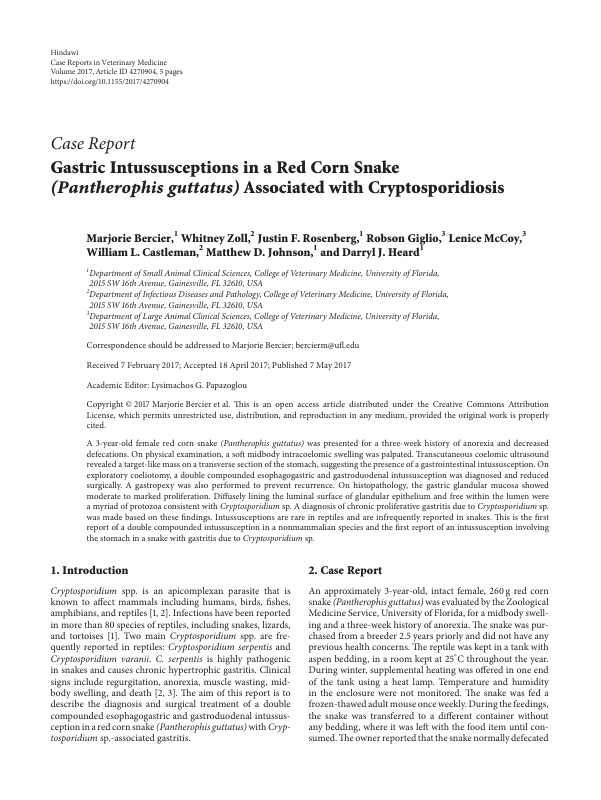 Hindawi
Case Reports in Veterinary Medicine
Volume 2017, Article ID 4270904, 5 pages
https://doi.org/10.1155/2017/4270904
Case Report
Gastric Intussusceptions in a Red Corn Snake
(Pantherophis guttatus) Associated with Cryptosporidiosis
Marjorie Bercier,1 Whitney Zoll,2 Justin F. Rosenberg,1 Robson Giglio,3 Lenice McCoy,3
William L. Castleman,2 Matthew D. Johnson,1 and Darryl J. Heard1
1Department of Small Animal Clinical Sciences, College of Veterinary Medicine, University of Florida,
2015 SW 16th Avenue, Gainesville, FL 32610, USA
2Department of Infectious Diseases and Pathology, College of Veterinary Medicine, University of Florida,
2015 SW 16th Avenue, Gainesville, FL 32610, USA
3Department of Large Animal Clinical Sciences, College of Veterinary Medicine, University of Florida,
2015 SW 16th Avenue, Gainesville, FL 32610, USA
Correspondence should be addressed to Marjorie Bercier; bercierm@ufl.edu
Received 7 February 2017; Accepted 18 April 2017; Published 7 May 2017
Academic Editor: Lysimachos G. Papazoglou
Copyright © 2017 Marjorie Bercier et al. This is an open access article distributed under the Creative Commons Attribution
License, which permits unrestricted use, distribution, and reproduction in any medium, provided the original work is properly
cited.
A 3-year-old female red corn snake (Pantherophis guttatus) was presented for a three-week history of anorexia and decreased
defecations. On physical examination, a soft midbody intracoelomic swelling was palpated. Transcutaneous coelomic ultrasound
revealed a target-like mass on a transverse section of the stomach, suggesting the presence of a gastrointestinal intussusception. On
exploratory coeliotomy, a double compounded esophagogastric and gastroduodenal intussusception was diagnosed and reduced
surgically. A gastropexy was also performed to prevent recurrence. On histopathology, the gastric glandular mucosa showed
moderate to marked proliferation. Diffusely lining the luminal surface of glandular epithelium and free within the lumen were
a myriad of protozoa consistent with Cryptosporidium sp. A diagnosis of chronic proliferative gastritis due to Cryptosporidium sp.
was made based on these findings. Intussusceptions are rare in reptiles and are infrequently reported in snakes. This is the first
report of a double compounded intussusception in a nonmammalian species and the first report of an intussusception involving
the stomach in a snake with gastritis due to Cryptosporidium sp.
1. Introduction
Cryptosporidium spp. is an apicomplexan parasite that is
known to affect mammals including humans, birds, fishes,
amphibians, and reptiles [1, 2]. Infections have been reported
in more than 80 species of reptiles, including snakes, lizards,
and tortoises [1]. Two main Cryptosporidium spp. are fre-
quently reported in reptiles: Cryptosporidium serpentis and
Cryptosporidium varanii. C. serpentis is highly pathogenic
in snakes and causes chronic hypertrophic gastritis. Clinical
signs include regurgitation, anorexia, muscle wasting, mid-
body swelling, and death [2, 3]. The aim of this report is to
describe the diagnosis and surgical treatment of a double
compounded esophagogastric and gastroduodenal intussus-
ception in a red corn snake (Pantherophis guttatus) with Cryp-
tosporidium sp.-associated gastritis.
2. Case Report
An approximately 3-year-old, intact female, 260 g red corn
snake (Pantherophis guttatus) was evaluated by the Zoological
Medicine Service, University of Florida, for a midbody swell-
ing and a three-week history of anorexia. The snake was pur-
chased from a breeder 2.5 years priorly and did not have any
previous health concerns. The reptile was kept in a tank with
aspen bedding, in a room kept at 25°C throughout the year.
During winter, supplemental heating was offered in one end
of the tank using a heat lamp. Temperature and humidity
in the enclosure were not monitored. The snake was fed a
frozen-thawed adult mouse once weekly. During the feedings,
the snake was transferred to a different container without
any bedding, where it was left with the food item until con-
sumed. The owner reported that the snake normally defecated